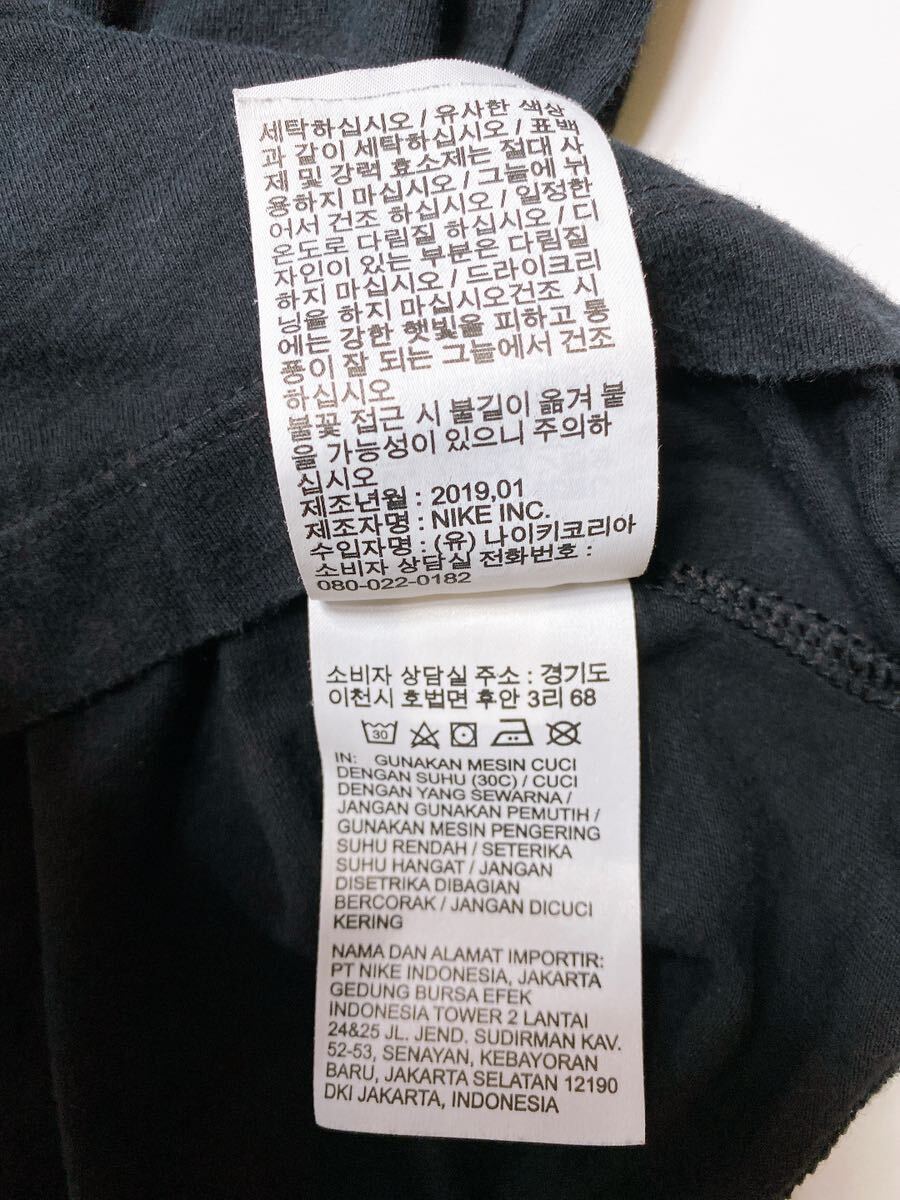 세탁하십시오 / 유사한 색상
과 같이 세탁하십시오 / 표백
제 및 강력 효소제는 절대 사
용하지 마십시오 / 그늘에 뉘
어서 건조 하십시오 / 일정한
온도로 다림질 하십시오 / 디
자인이 있는 부분은 다림질
하지 마십시오 / 드라이크리
닝을 하지 마십시오건조 시
에는 강한 햇빛을 피하고 통
풍이 잘 되는 그늘에서 건조
하십시오
불꽃 접근 시 불길이 옮겨 붙
을 가능성이 있으니 주의하
십시오
제조년월 : 2019,01
제조자명 : NIKE INC.
수입자명 : (유) 나이키코리아
소비자 상담실 전화번호 :
080-022-0182
소비자 상담실 주소 : 경기도
이천시 호법면 후안 3리 68
30
IN: GUNAKAN MESIN CUCI
DENGAN SUHU (30C) / CUCI
DENGAN YANG SEWARNA /
JANGAN GUNAKAN PEMUTIH /
GUNAKAN MESIN PENGERING
SUHU RENDAH / SETERIKA
SUHU HANGAT / JANGAN
DISETRIKA DIBAGIAN
BERCORAK / JANGAN DICUCI
KERING
NAMA DAN ALAMAT IMPORTIR:
PT NIKE INDONESIA, JAKARTA
GEDUNG BURSA EFEK
INDONESIA TOWER 2 LANTAI
24&25 JL. JEND. SUDIRMAN KAV.
52-53, SENAYAN, KEBAYORAN
BARU, JAKARTA SELATAN 12190
DKI JAKARTA, INDONESIA